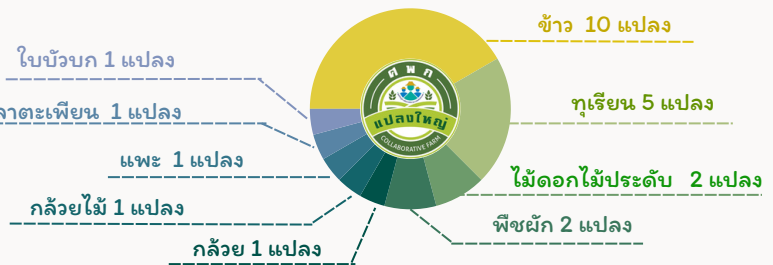 ข้าว 10 แปลง
ใบบัวบก 1 แปลง
ศพก
ทุเรียน 5 แปลง
ลาตะเพียน 1 แปลง
แปลงใหญ่
COLLABORATIVE FARM
แพะ 1 แปลง
ไม้ดอกไม้ประดับ 2 แปลง
กล้วยไม้ 1 แปลง
พืชผัก 2 แปลง
กล้วย 1 แปลง